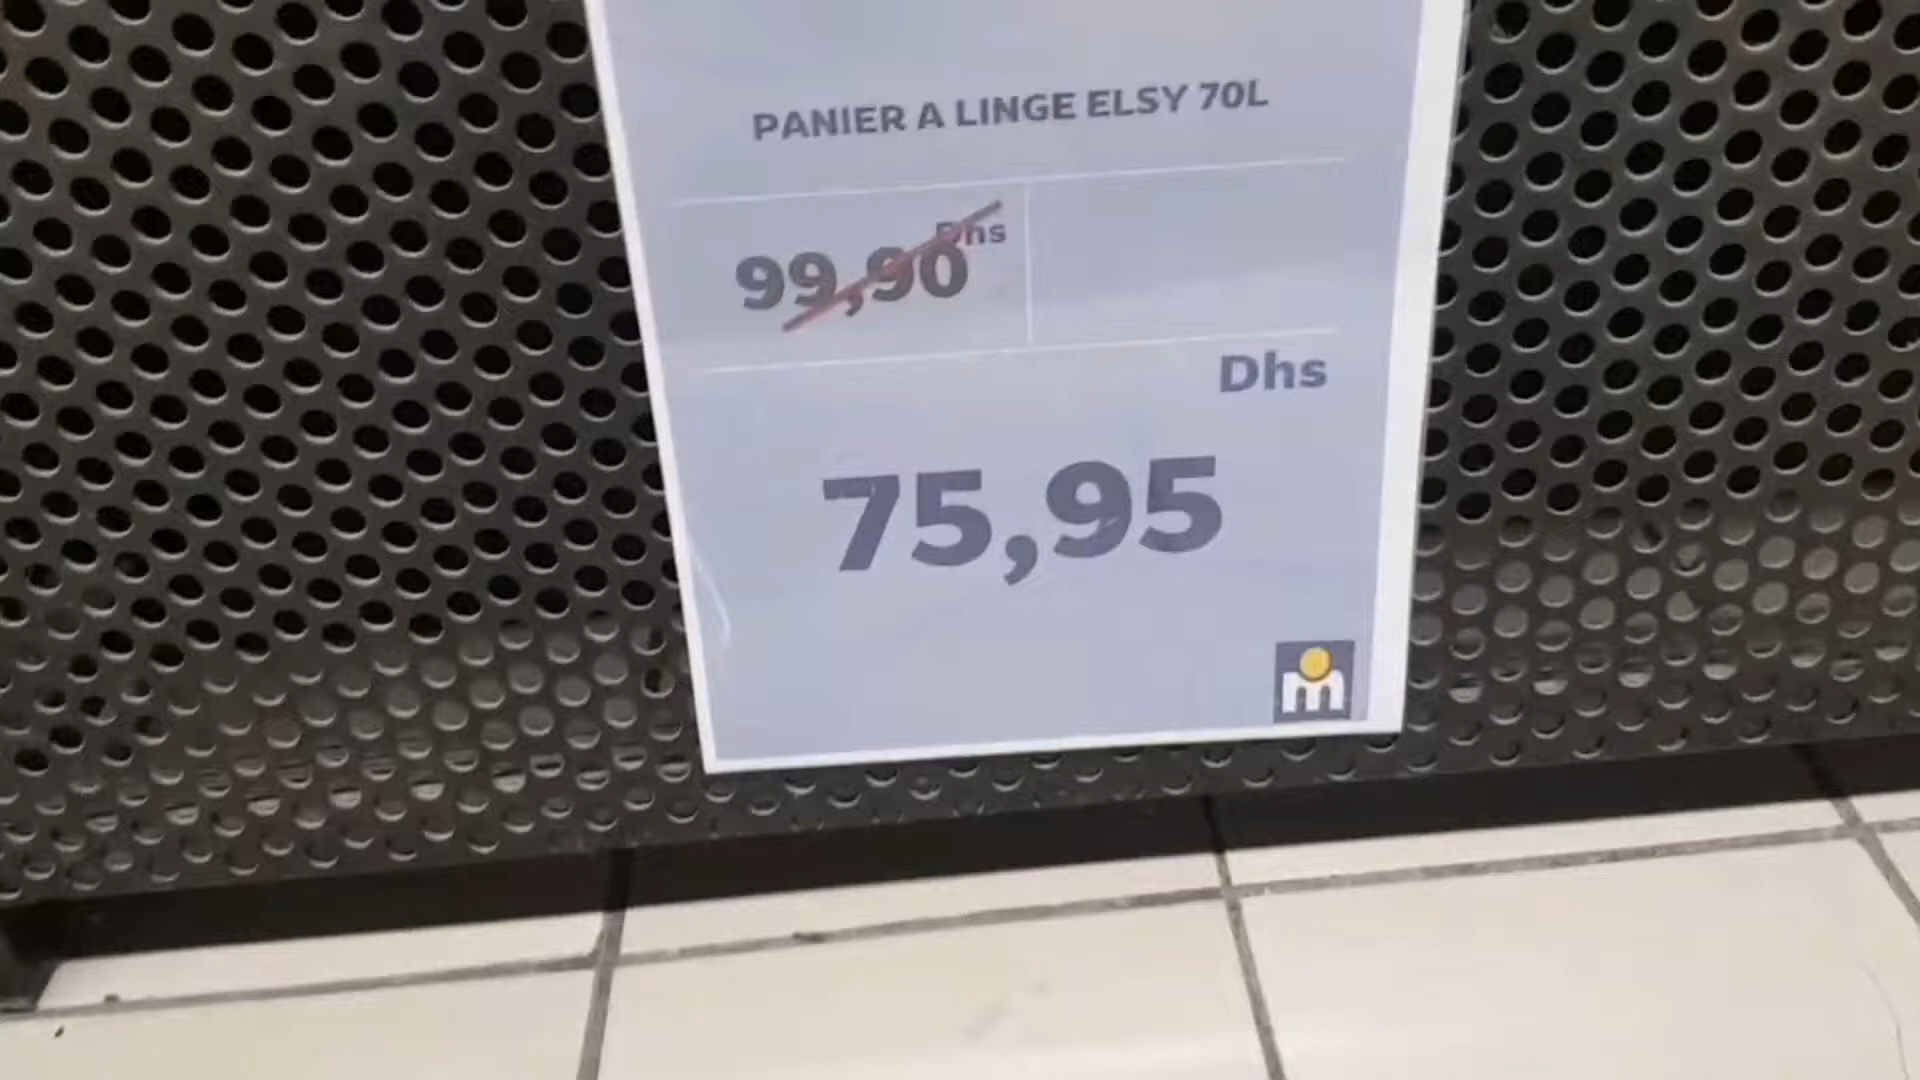 PANIER A LINGE ELSY 70L
99,90 Dhs
Dhs
75,95
m